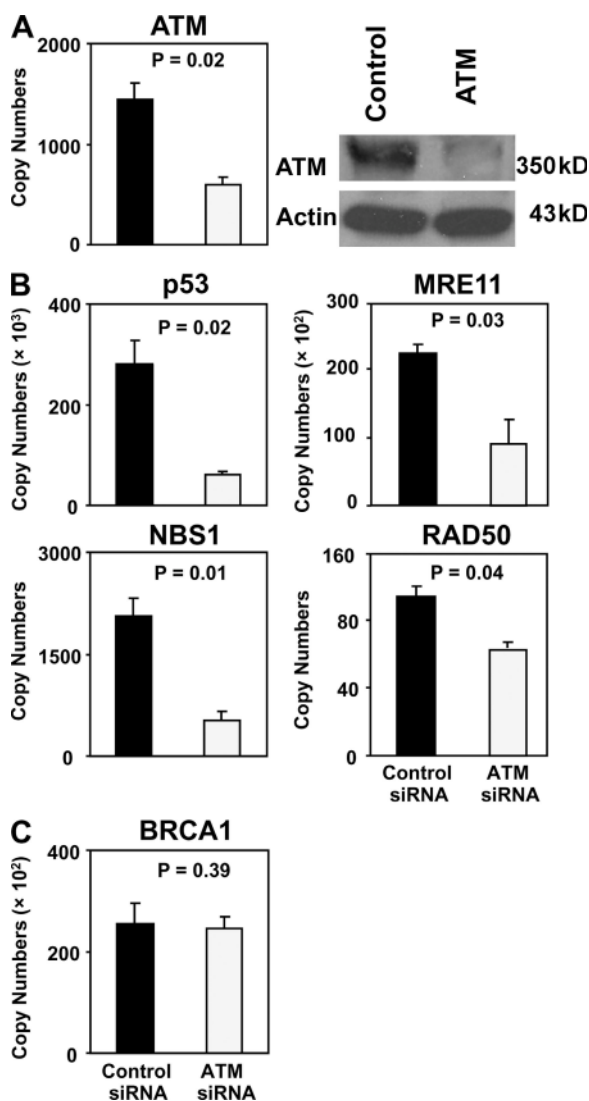 A
ATM
Copy Numbers
2000
1000
0
P = 0.02
Control
ATM
ATM
350kD
Actin
43kD
B
p53
Copy Numbers (× 10³)
400
200
0
P = 0.02
MRE11
Copy Numbers (× 10²)
300
200
100
0
P = 0.03
NBS1
Copy Numbers
3000
1500
0
P = 0.01
RAD50
Copy Numbers
160
80
40
0
P = 0.04
Control
siRNA
ATM
siRNA
C
BRCA1
Copy Numbers (× 10²)
400
200
0
P = 0.39
Control
siRNA
ATM
siRNA